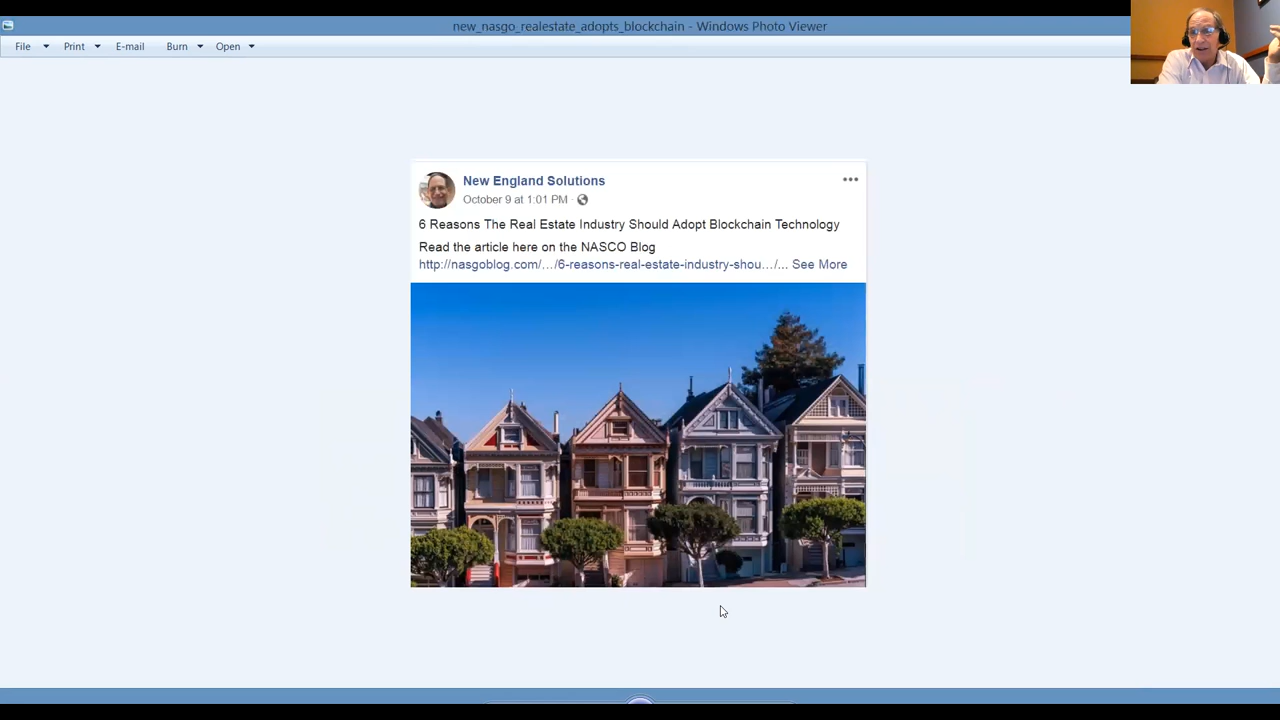 new_nasgo_realestate_adopts_blockchain - Windows Photo Viewer
File Print E-mail Burn Open
New England Solutions
October 9 at 1:01 PM ·
6 Reasons The Real Estate Industry Should Adopt Blockchain Technology
Read the article here on the NASCO Blog
http://nasgoblog.com/…/6-reasons-real-estate-industry-shou…/... See More